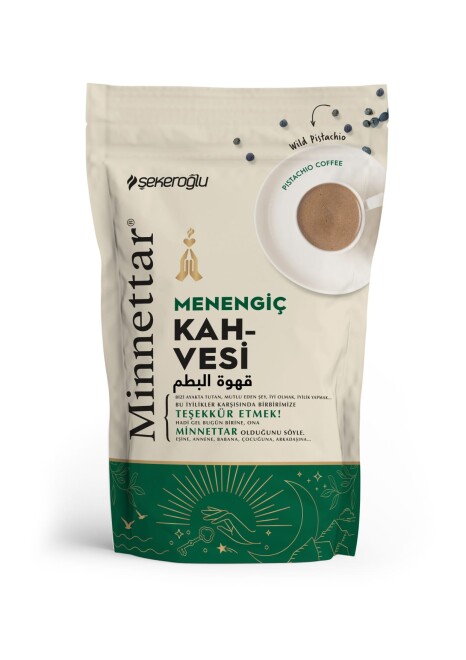 Wild Pistachio
PISTACHIO COFFEE
şekeroğlu
Minnettar®
MENENGİÇ
KAH-
VESİ
قهوة البطم
BİZİ AYAKTA TUTAN, MUTLU EDEN ŞEY, İYİ OLMAK, İYİLİK YAPMAK...
BU İYİLİKLER KARŞISINDA BİRBİRİMİZE
TEŞEKKÜR ETMEK!
HADİ GEL BUGÜN BİRİNE, ONA
MINNETTAR OLDUĞUNU SÖYLE.
EŞİNE, ANNENE, BABANA, ÇOCUĞUNA, ARKADAŞINA...